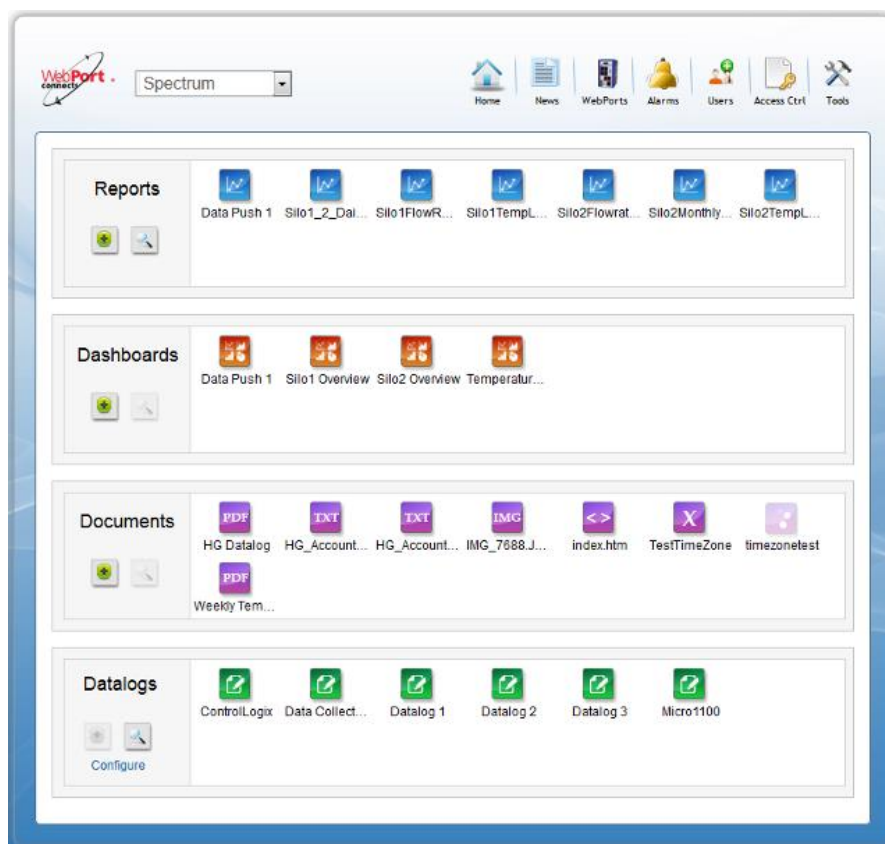 WebPort.
connects
Spectrum
Home News WebPorts Alarms Users Access Ctrl Tools
Reports
Data Push 1 Silo1_2_Dai... Silo1FlowR... Silo1TempL... Silo2Flowrat... Silo2Monthly... Silo2TempL...
Dashboards
Data Push 1 Silo1 Overview Silo2 Overview Temperatur...
Documents
PDF TXT TXT IMG <> X
HG Datalog HG_Account... HG_Account... IMG_7688.J... index.htm TestTimeZone timezonetest
PDF
Weekly Tem...
Datalogs
ControlLogix Data Collect... Datalog 1 Datalog 2 Datalog 3 Micro1100
Configure